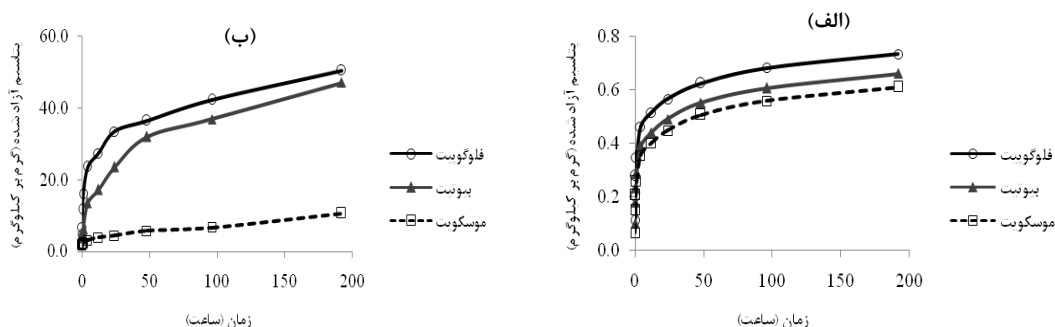 (الف)
پتاسیم آزاد شده (گرم بر کیلوگرم)
0.8
0.6
0.4
0.2
0.0
0 50 100 150 200
زمان (ساعت)
فلوگوپیت
بیوتیت
موسکویت
(ب)
پتاسیم آزاد شده (گرم بر کیلوگرم)
60.0
40.0
20.0
0.0
0 50 100 150 200
زمان (ساعت)
فلوگوپیت
بیوتیت
موسکویت